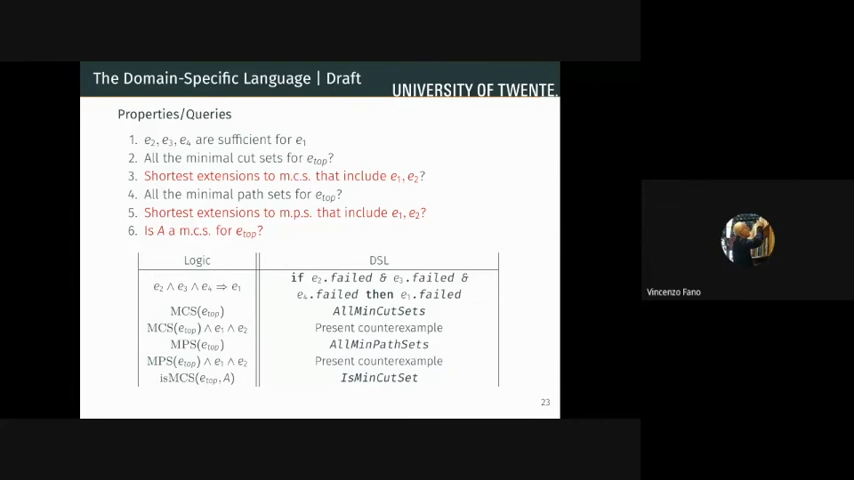 The Domain-Specific Language | Draft
UNIVERSITY OF TWENTE.
Properties/Queries
1. e₂, e₃, e₄ are sufficient for e₁
2. All the minimal cut sets for eₜₒₚ?
3. Shortest extensions to m.c.s. that include e₁, e₂?
4. All the minimal path sets for eₜₒₚ?
5. Shortest extensions to m.p.s. that include e₁, e₂?
6. Is A a m.c.s. for eₜₒₚ?
Logic DSL
e₂ ∧ e₃ ∧ e₄ ⇒ e₁ if e₂.failed & e₃.failed &
e₄.failed then e₁.failed
MCS(eₜₒₚ) AllMinCutSets
MCS(eₜₒₚ) ∧ e₁ ∧ e₂ Present counterexample
MPS(eₜₒₚ) AllMinPathSets
MPS(eₜₒₚ) ∧ e₁ ∧ e₂ Present counterexample
isMCS(eₜₒₚ, A) IsMinCutSet
23
Vincenzo Fano